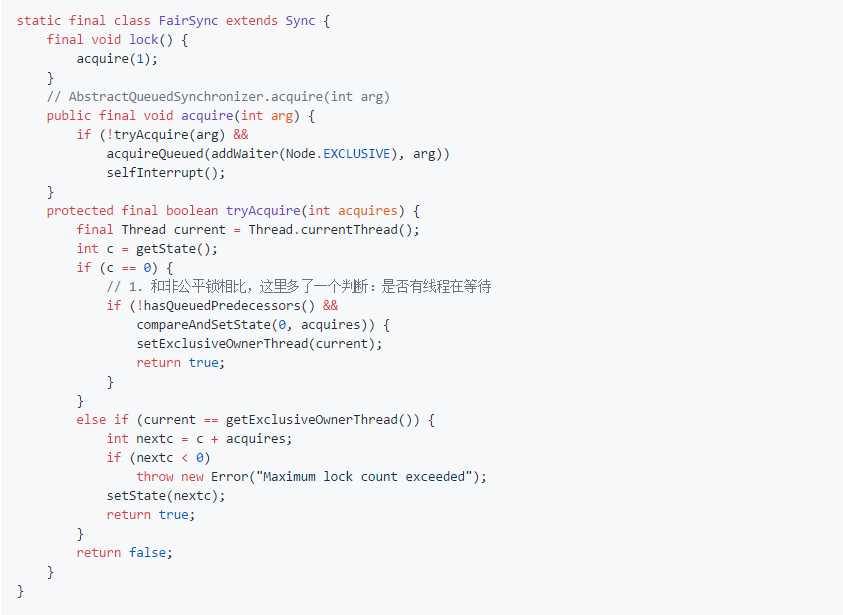 static final class FairSync extends Sync {
    final void lock() {
        acquire(1);
    }
    // AbstractQueuedSynchronizer.acquire(int arg)
    public final void acquire(int arg) {
        if (!tryAcquire(arg) &&
            acquireQueued(addWaiter(Node.EXCLUSIVE), arg))
            selfInterrupt();
    }
    protected final boolean tryAcquire(int acquires) {
        final Thread current = Thread.currentThread();
        int c = getState();
        if (c == 0) {
            // 1. 和非公平锁相比，这里多了一个判断：是否有线程在等待
            if (!hasQueuedPredecessors() &&
                compareAndSetState(0, acquires)) {
                setExclusiveOwnerThread(current);
                return true;
            }
        }
        else if (current == getExclusiveOwnerThread()) {
            int nextc = c + acquires;
            if (nextc < 0)
                throw new Error("Maximum lock count exceeded");
            setState(nextc);
            return true;
        }
        return false;
    }
}